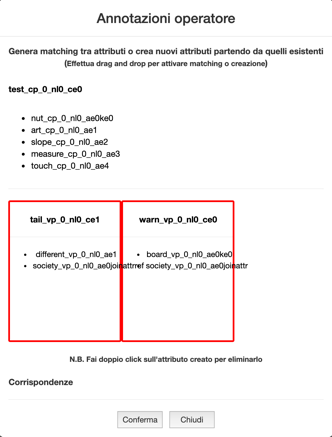 Annotazioni operatore
Genera matching tra attributi o crea nuovi attributi partendo da quelli esistenti
(Effettua drag and drop per attivare matching o creazione)
test_cp_0_nl0_ce0
nut_cp_0_nl0_ae0ke0
art_cp_0_nl0_ae1
slope_cp_0_nl0_ae2
measure_cp_0_nl0_ae3
touch_cp_0_nl0_ae4
tail_vp_0_nl0_ce1
different_vp_0_nl0_ae1
society_vp_0_nl0_ae0joinattrref
warn_vp_0_nl0_ce0
board_vp_0_nl0_ae0ke0
society_vp_0_nl0_ae0joinattr
N.B. Fai doppio click sull'attributo creato per eliminarlo
Corrispondenze
Conferma
Chiudi